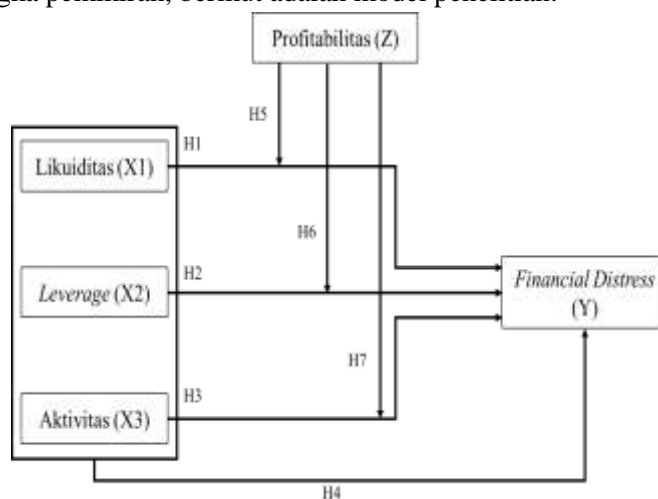 Profitabilitas (Z)
H5
H1
Likuiditas (X1)
H6
H2
Leverage (X2)
Financial Distress
(Y)
H7
H3
Aktivitas (X3)
H4